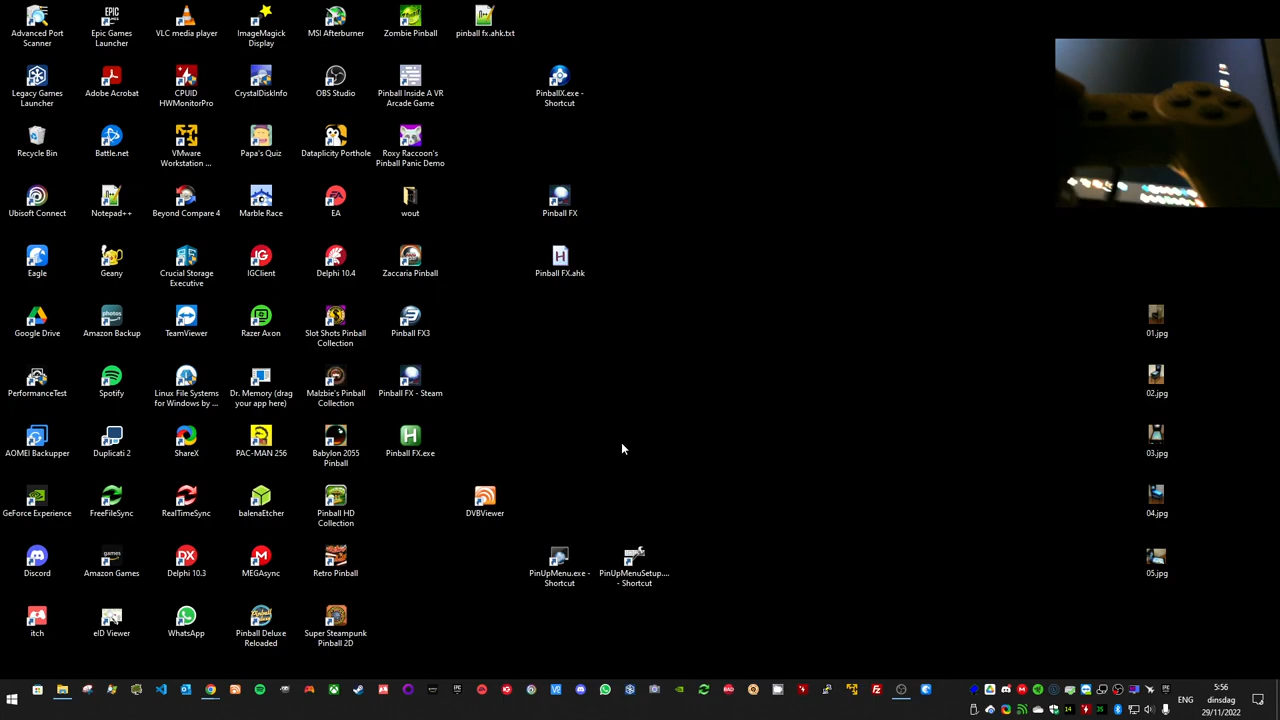 Advanced Port
Scanner
Epic Games
Launcher
VLC media player
ImageMagick
Display
MSI Afterburner
Zombie Pinball
pinball fx.ahk.txt
Legacy Games
Launcher
Adobe Acrobat
CPUID
HWMonitorPro
CrystalDiskInfo
OBS Studio
Pinball Inside A VR
Arcade Game
PinballX.exe -
Shortcut
Recycle Bin
Battle.net
VMware
Workstation ...
Papa's Quiz
Dataplicity Porthole
Roxy Raccoon's
Pinball Panic Demo
Ubisoft Connect
Notepad++
Beyond Compare 4
Marble Race
EA
wout
Pinball FX
Eagle
Geany
Crucial Storage
Executive
IGClient
Delphi 10.4
Zaccaria Pinball
Pinball FX.ahk
Google Drive
Amazon Backup
TeamViewer
Razer Axon
Slot Shots Pinball
Collection
Pinball FX3
01.jpg
PerformanceTest
Spotify
Linux File Systems
for Windows by ...
Dr. Memory (drag
your app here)
Malzbie's Pinball
Collection
Pinball FX - Steam
02.jpg
AOMEI Backupper
Duplicati 2
ShareX
PAC-MAN 256
Babylon 2055
Pinball
Pinball FX.exe
03.jpg
GeForce Experience
FreeFileSync
RealTimeSync
balenaEtcher
Pinball HD
Collection
DVBViewer
04.jpg
Discord
Amazon Games
Delphi 10.3
MEGAsync
Retro Pinball
PinUpMenu.exe -
Shortcut
PinUpMenuSetup....
- Shortcut
05.jpg
itch
eID Viewer
WhatsApp
Pinball Deluxe
Reloaded
Super Steampunk
Pinball 2D
ENG
5:56
dinsdag
29/11/2022